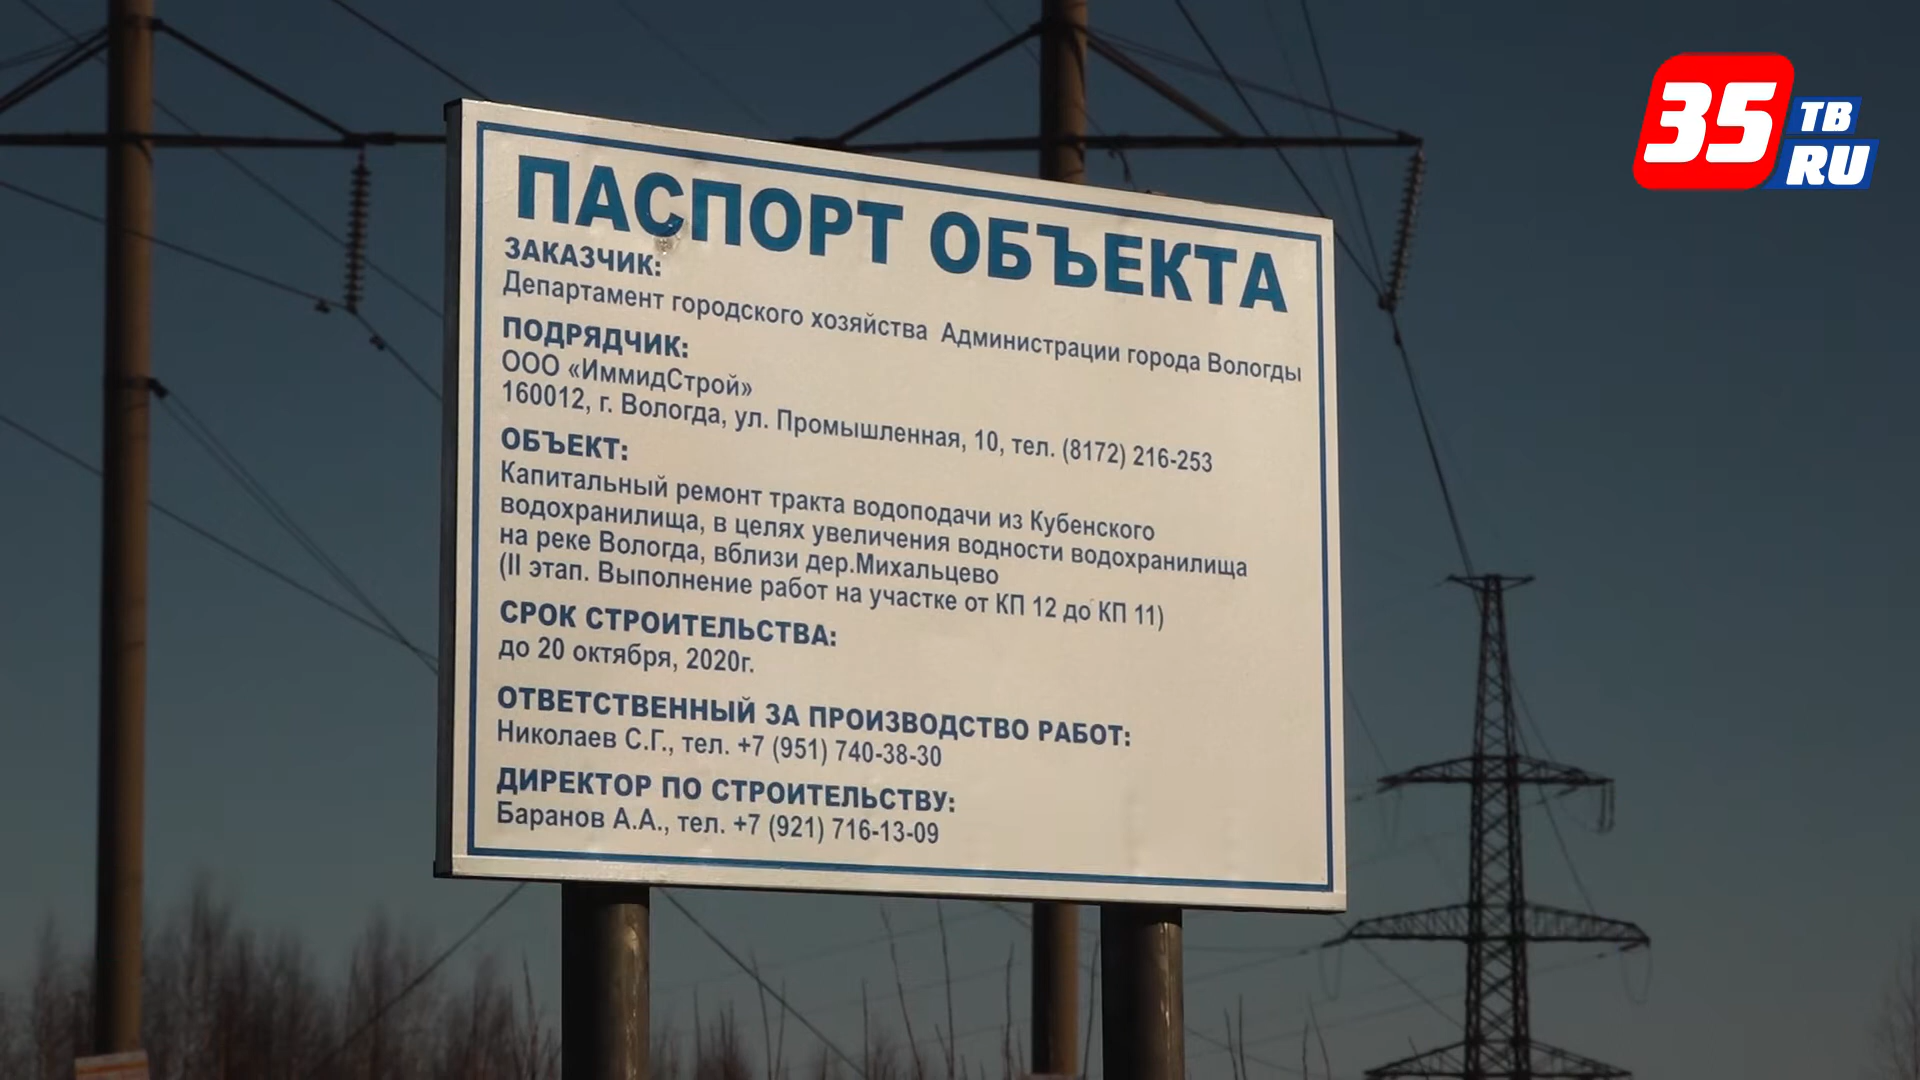 35 ТВ
RU
ПАСПОРТ ОБЪЕКТА
ЗАКАЗЧИК:
Департамент городского хозяйства Администрации города Вологды
ПОДРЯДЧИК:
ООО «ИммидСтрой»
160012, г. Вологда, ул. Промышленная, 10, тел. (8172) 216-253
ОБЪЕКТ:
Капитальный ремонт тракта водоподачи из Кубенского
водохранилища, в целях увеличения водности водохранилища
на реке Вологда, вблизи дер.Михальцево
(II этап. Выполнение работ на участке от КП 12 до КП 11)
СРОК СТРОИТЕЛЬСТВА:
до 20 октября, 2020г.
ОТВЕТСТВЕННЫЙ ЗА ПРОИЗВОДСТВО РАБОТ:
Николаев С.Г., тел. +7 (951) 740-38-30
ДИРЕКТОР ПО СТРОИТЕЛЬСТВУ:
Баранов А.А., тел. +7 (921) 716-13-09